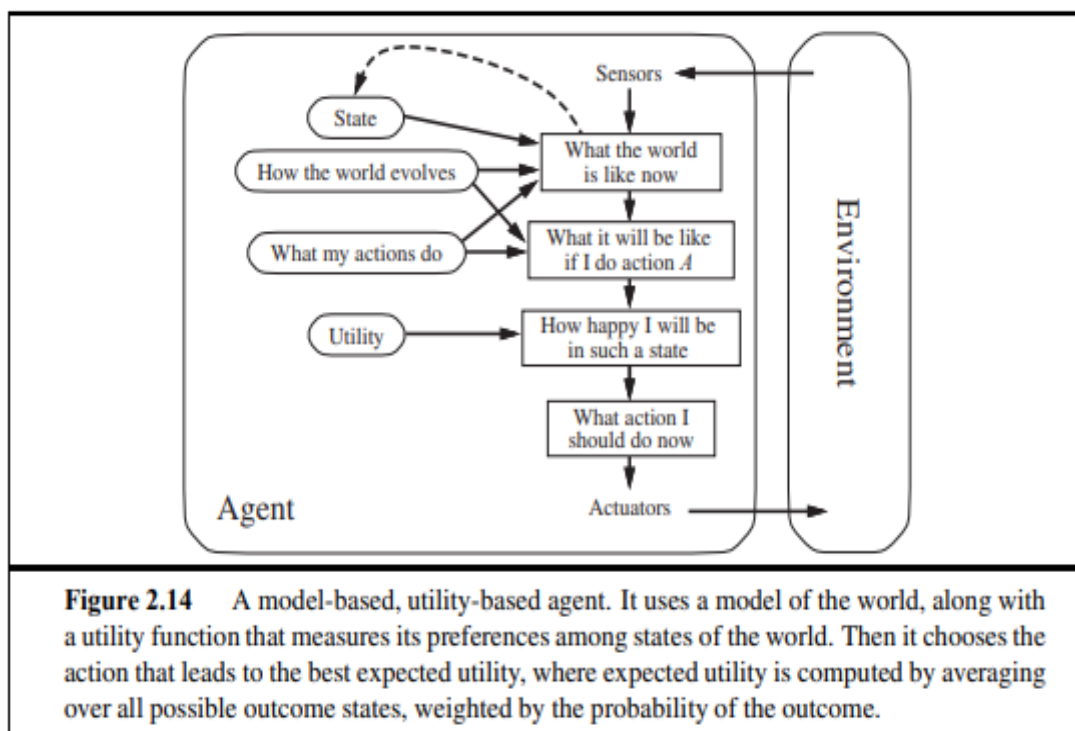 Sensors
State
What the world
is like now
How the world evolves
What it will be like
if I do action A
What my actions do
How happy I will be
in such a state
Utility
What action I
should do now
Agent
Actuators
Environment
Figure 2.14 A model-based, utility-based agent. It uses a model of the world, along with
a utility function that measures its preferences among states of the world. Then it chooses the
action that leads to the best expected utility, where expected utility is computed by averaging
over all possible outcome states, weighted by the probability of the outcome.